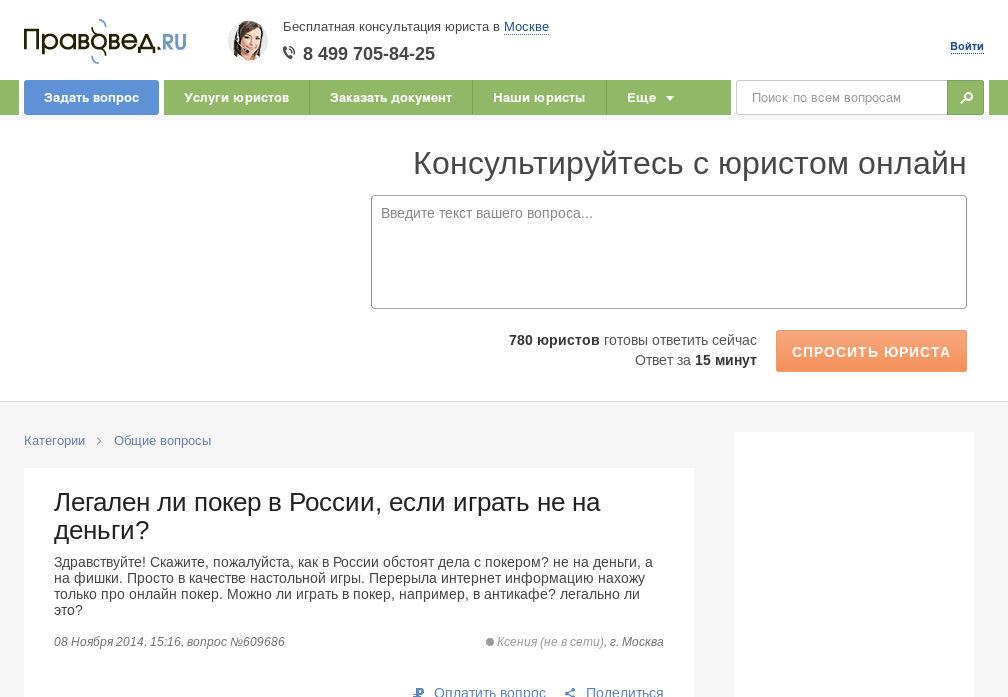 Правовед.RU
Бесплатная консультация юриста в Москве
8 499 705-84-25
Войти
Задать вопрос
Услуги юристов
Заказать документ
Наши юристы
Еще
Поиск по всем вопросам
Консультируйтесь с юристом онлайн
Введите текст вашего вопроса...
780 юристов готовы ответить сейчас
Ответ за 15 минут
СПРОСИТЬ ЮРИСТА
Категории
Общие вопросы
Легален ли покер в России, если играть не на
деньги?
Здравствуйте! Скажите, пожалуйста, как в России обстоят дела с покером? не на деньги, а
на фишки. Просто в качестве настольной игры. Перерыла интернет информацию нахожу
только про онлайн покер. Можно ли играть в покер, например, в антикафе? легально ли
это?
08 Ноября 2014, 15:16, вопрос №609686
Ксения (не в сети), г. Москва
Оплатить вопрос
Поделиться